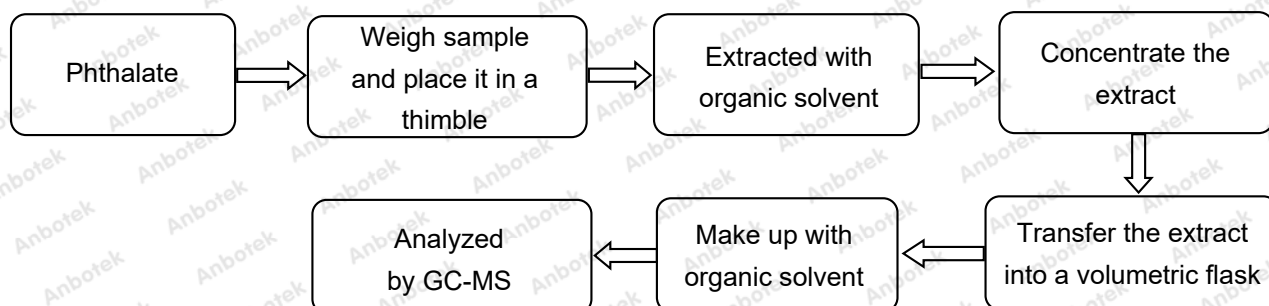 Phthalate
Weigh sample
and place it in a
thimble
Extracted with
organic solvent
Concentrate the
extract
Transfer the extract
into a volumetric flask
Make up with
organic solvent
Analyzed
by GC-MS
Anbotek